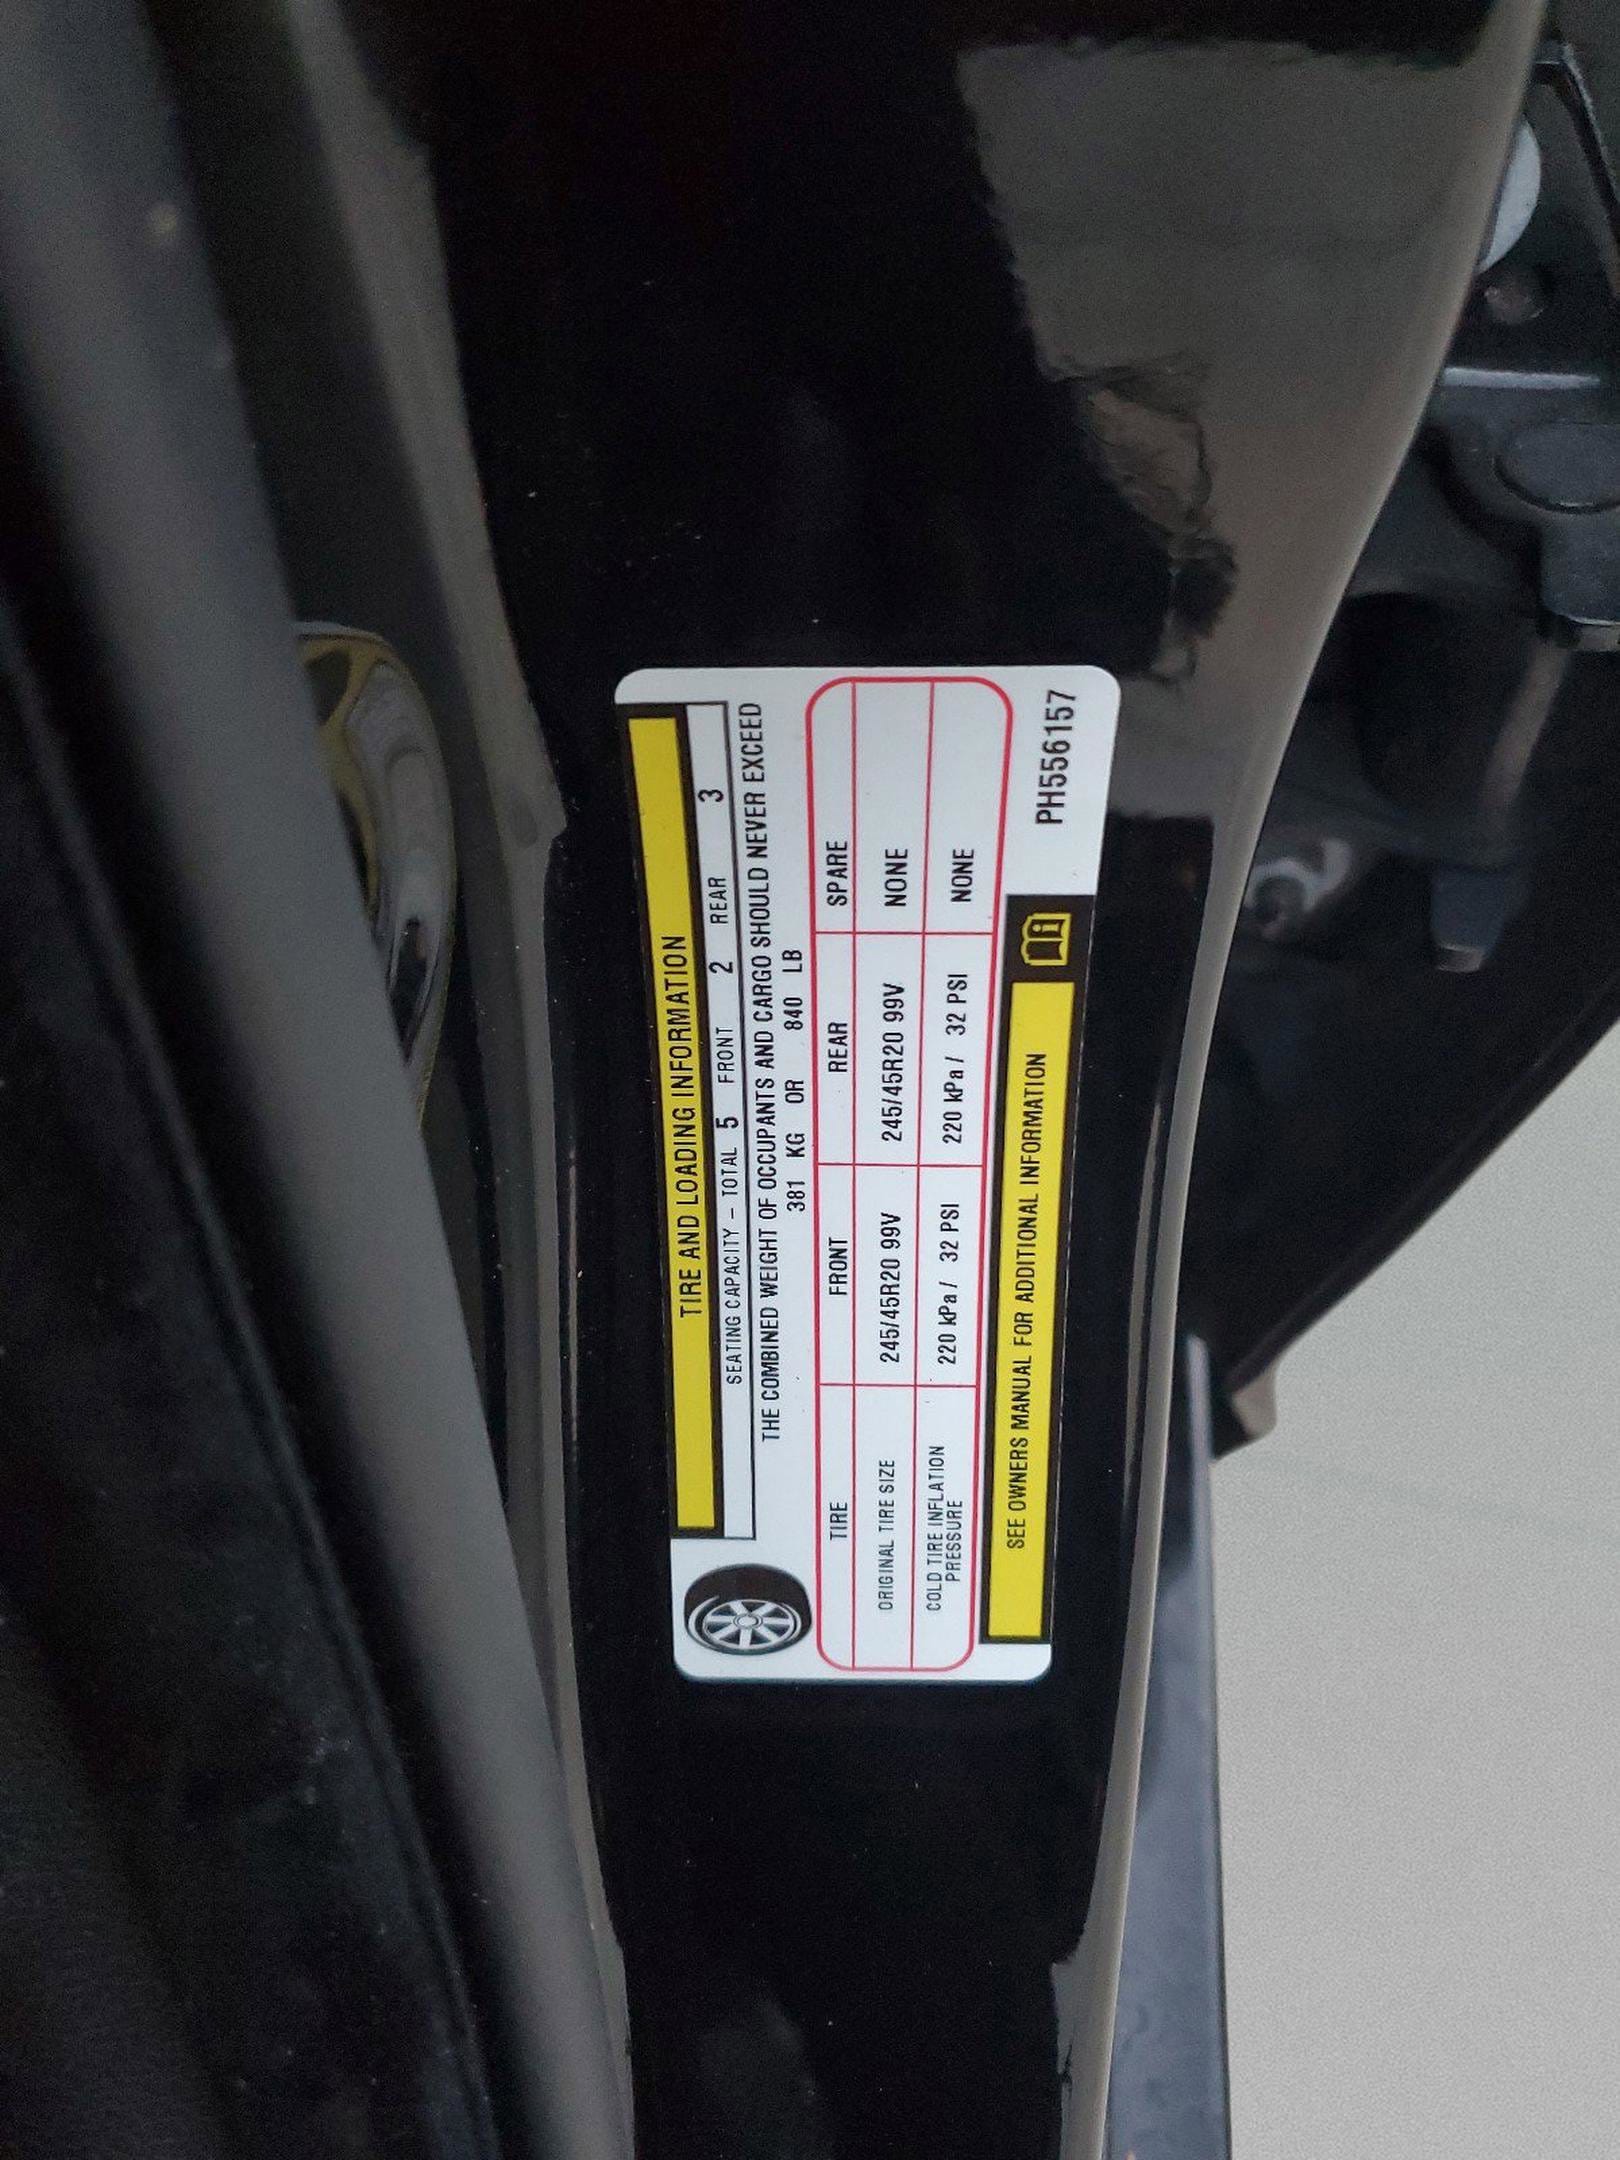 TIRE AND LOADING INFORMATION
SEATING CAPACITY – TOTAL 5 FRONT 2 REAR 3
THE COMBINED WEIGHT OF OCCUPANTS AND CARGO SHOULD NEVER EXCEED
381 KG OR 840 LB
TIRE FRONT REAR SPARE
ORIGINAL TIRE SIZE 245/45R20 99V 245/45R20 99V NONE
COLD TIRE INFLATION
PRESSURE 220 kPa / 32 PSI 220 kPa / 32 PSI NONE
SEE OWNERS MANUAL FOR ADDITIONAL INFORMATION
PH556157